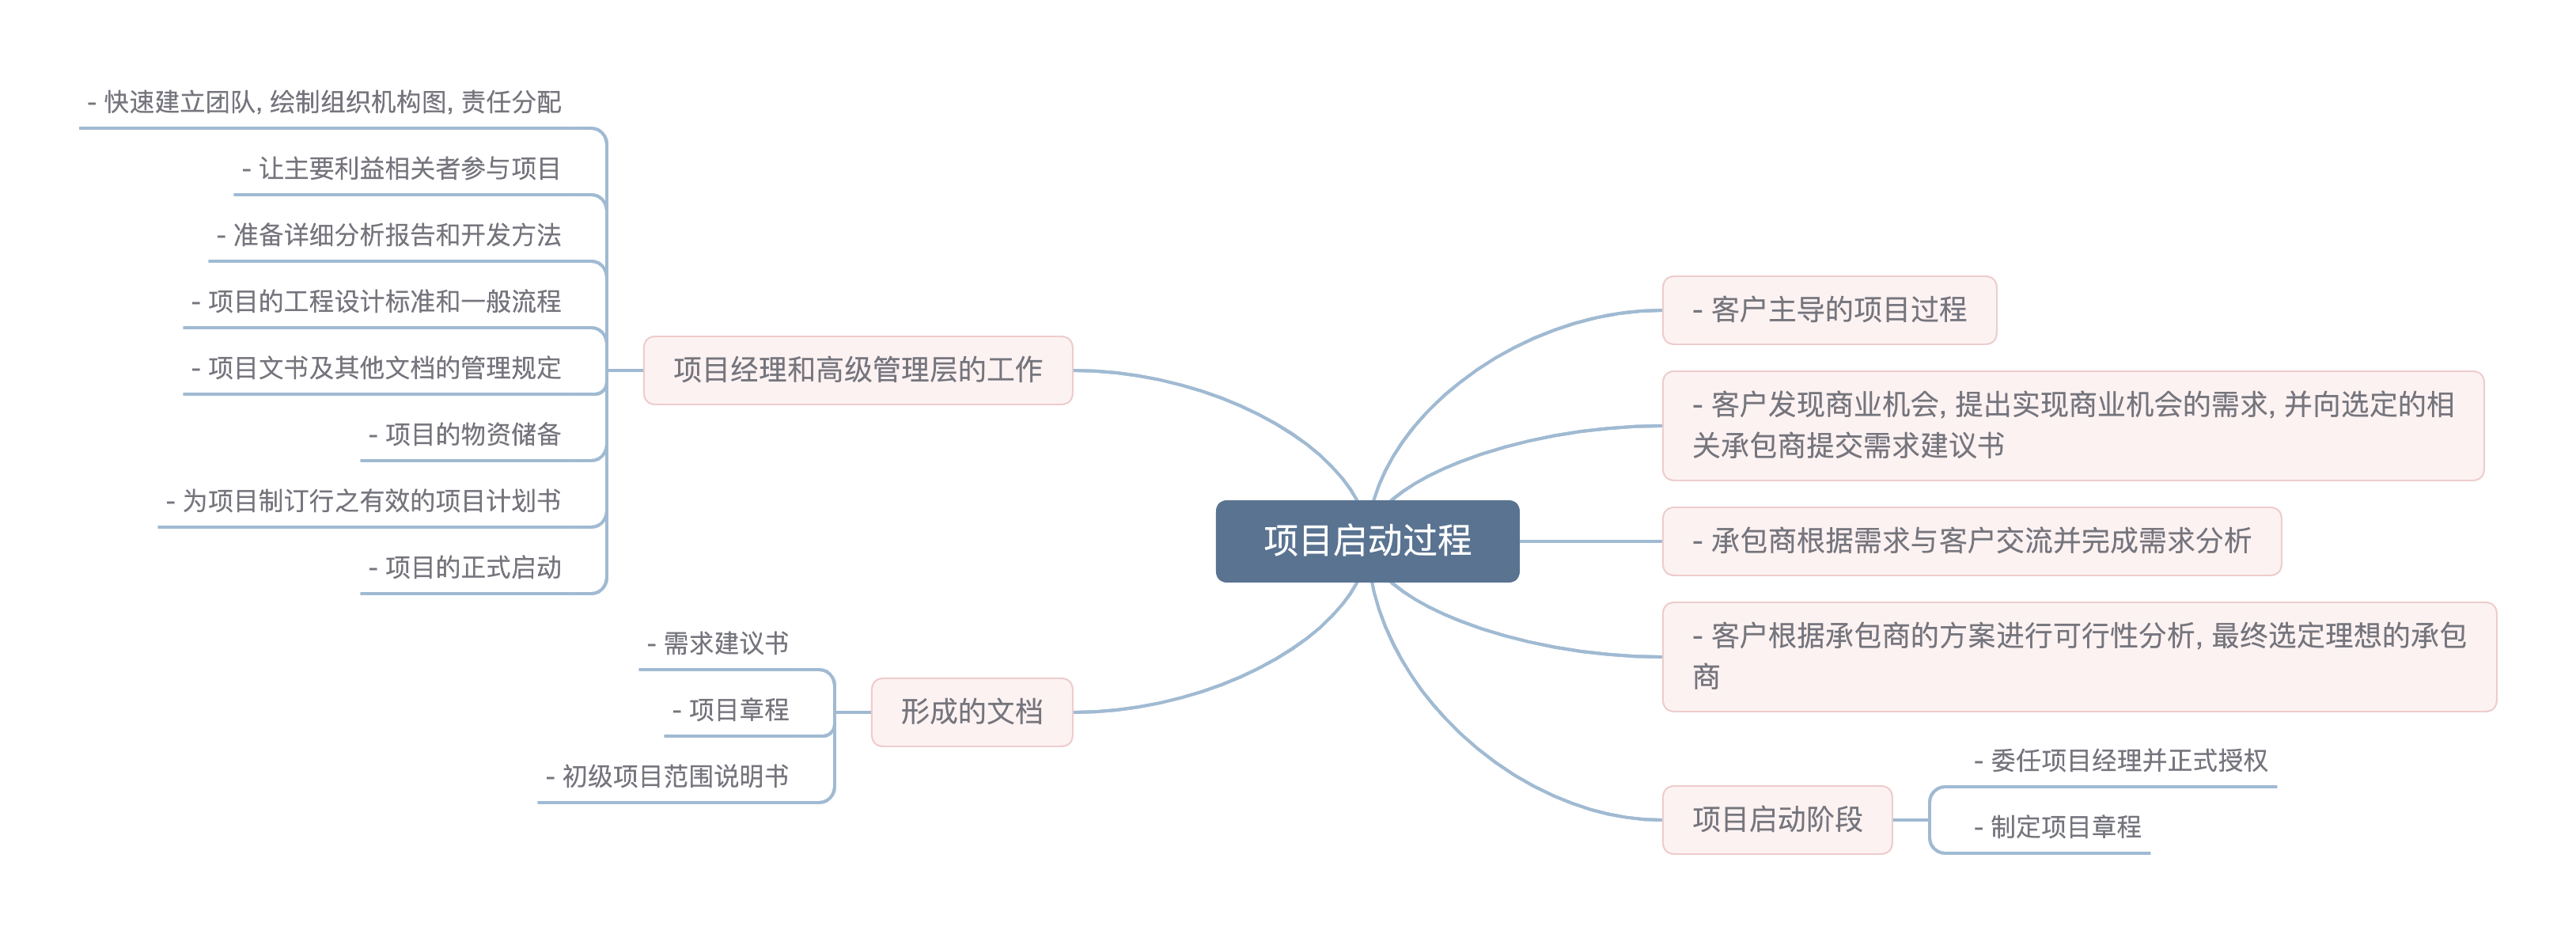 项目启动过程
- 客户主导的项目过程
- 客户发现商业机会, 提出实现商业机会的需求, 并向选定的相
关承包商提交需求建议书
- 承包商根据需求与客户交流并完成需求分析
- 客户根据承包商的方案进行可行性分析, 最终选定理想的承包
商
项目启动阶段
- 委任项目经理并正式授权
- 制定项目章程
项目经理和高级管理层的工作
- 快速建立团队, 绘制组织机构图, 责任分配
- 让主要利益相关者参与项目
- 准备详细分析报告和开发方法
- 项目的工程设计标准和一般流程
- 项目文书及其他文档的管理规定
- 项目的物资储备
- 为项目制订行之有效的项目计划书
- 项目的正式启动
形成的文档
- 需求建议书
- 项目章程
- 初级项目范围说明书